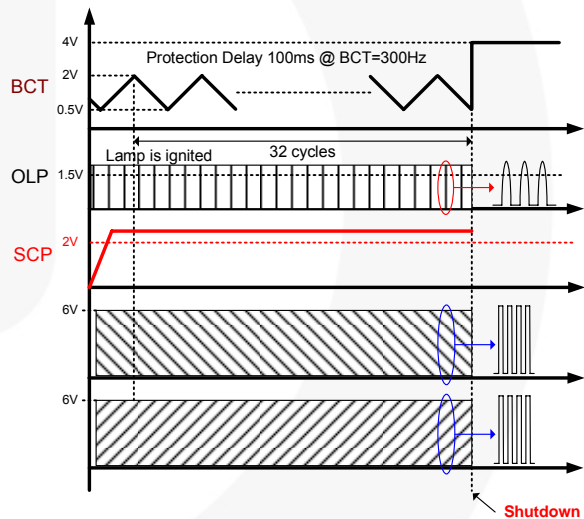 4V
Protection Delay 100ms @ BCT=300Hz
BCT
2V
0.5V
Lamp is ignited
32 cycles
OLP
1.5V
SCP
2V
6V
6V
Shutdown